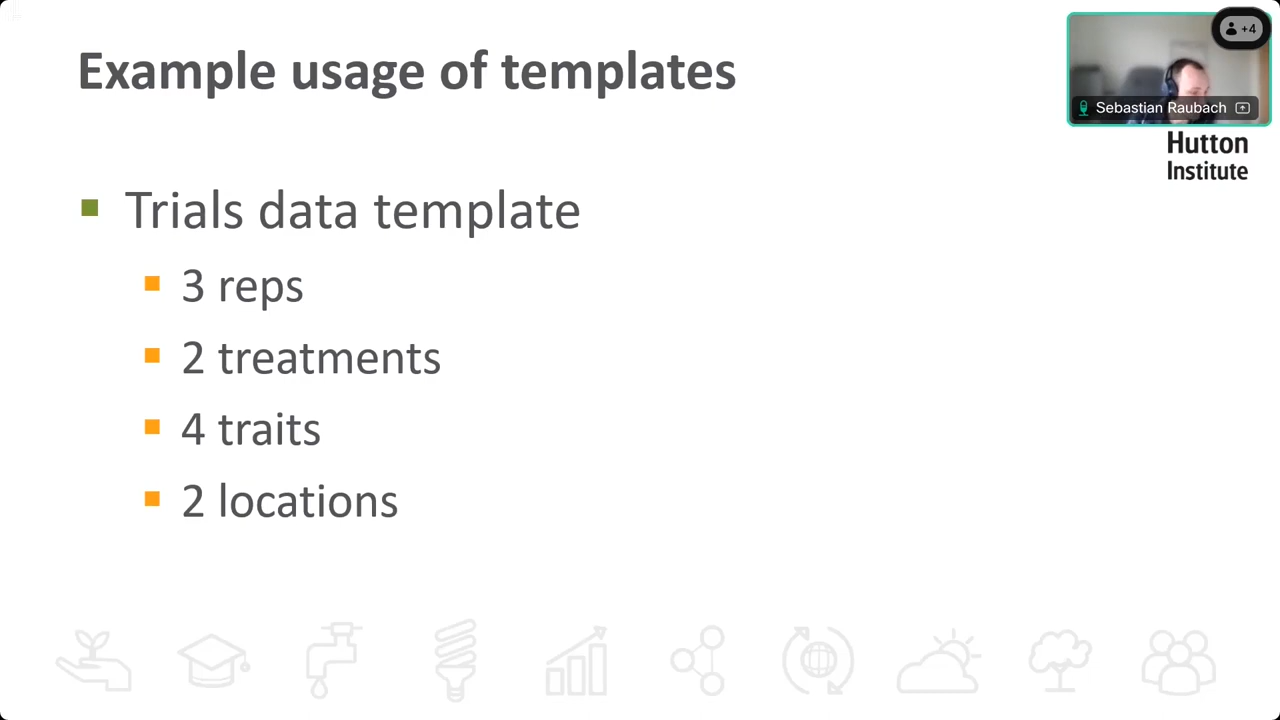 Example usage of templates
+4
Sebastian Raubach
Hutton
Institute
Trials data template
3 reps
2 treatments
4 traits
2 locations